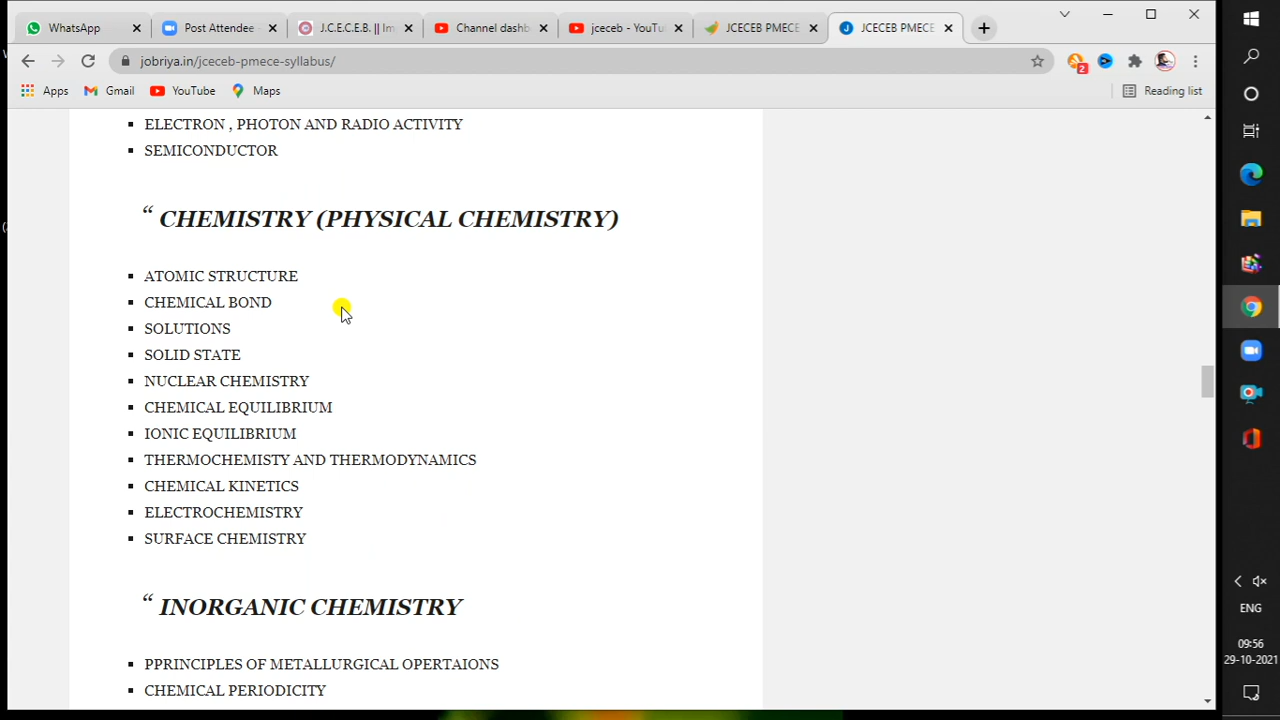 WhatsApp
Post Attendee -
J.C.E.C.E.B. || Im
Channel dashb
jceceb - YouTu
JCECEB PMECE
JCECEB PMECE
jobriya.in/jceceb-pmece-syllabus/
2
Apps
Gmail
YouTube
Maps
Reading list
ELECTRON , PHOTON AND RADIO ACTIVITY
SEMICONDUCTOR
“ CHEMISTRY (PHYSICAL CHEMISTRY)
ATOMIC STRUCTURE
CHEMICAL BOND
SOLUTIONS
SOLID STATE
NUCLEAR CHEMISTRY
CHEMICAL EQUILIBRIUM
IONIC EQUILIBRIUM
THERMOCHEMISTY AND THERMODYNAMICS
CHEMICAL KINETICS
ELECTROCHEMISTRY
SURFACE CHEMISTRY
“ INORGANIC CHEMISTRY
PPRINCIPLES OF METALLURGICAL OPERTAIONS
CHEMICAL PERIODICITY
ENG
09:56
29-10-2021